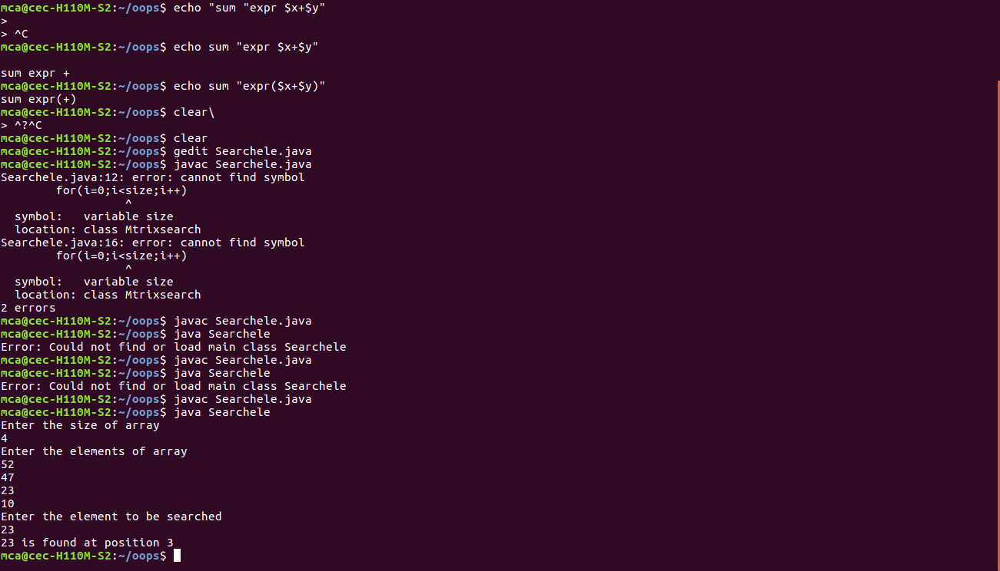 mca@cec-H110M-S2:~/oops$ echo "sum "expr $x+$y"
>
> ^C
mca@cec-H110M-S2:~/oops$ echo sum "expr $x+$y"
sum expr +
mca@cec-H110M-S2:~/oops$ echo sum "expr($x+$y)"
sum expr(+)
mca@cec-H110M-S2:~/oops$ clear\
> ^?^C
mca@cec-H110M-S2:~/oops$ clear
mca@cec-H110M-S2:~/oops$ gedit Searchele.java
mca@cec-H110M-S2:~/oops$ javac Searchele.java
Searchele.java:12: error: cannot find symbol
        for(i=0;i<size;i++)
                  ^
  symbol:   variable size
  location: class Mtrixsearch
Searchele.java:16: error: cannot find symbol
        for(i=0;i<size;i++)
                  ^
  symbol:   variable size
  location: class Mtrixsearch
2 errors
mca@cec-H110M-S2:~/oops$ javac Searchele.java
mca@cec-H110M-S2:~/oops$ java Searchele
Error: Could not find or load main class Searchele
mca@cec-H110M-S2:~/oops$ javac Searchele.java
mca@cec-H110M-S2:~/oops$ java Searchele
Error: Could not find or load main class Searchele
mca@cec-H110M-S2:~/oops$ javac Searchele.java
mca@cec-H110M-S2:~/oops$ java Searchele
Enter the size of array
4
Enter the elements of array
52
47
23
10
Enter the element to be searched
23
23 is found at position 3
mca@cec-H110M-S2:~/oops$